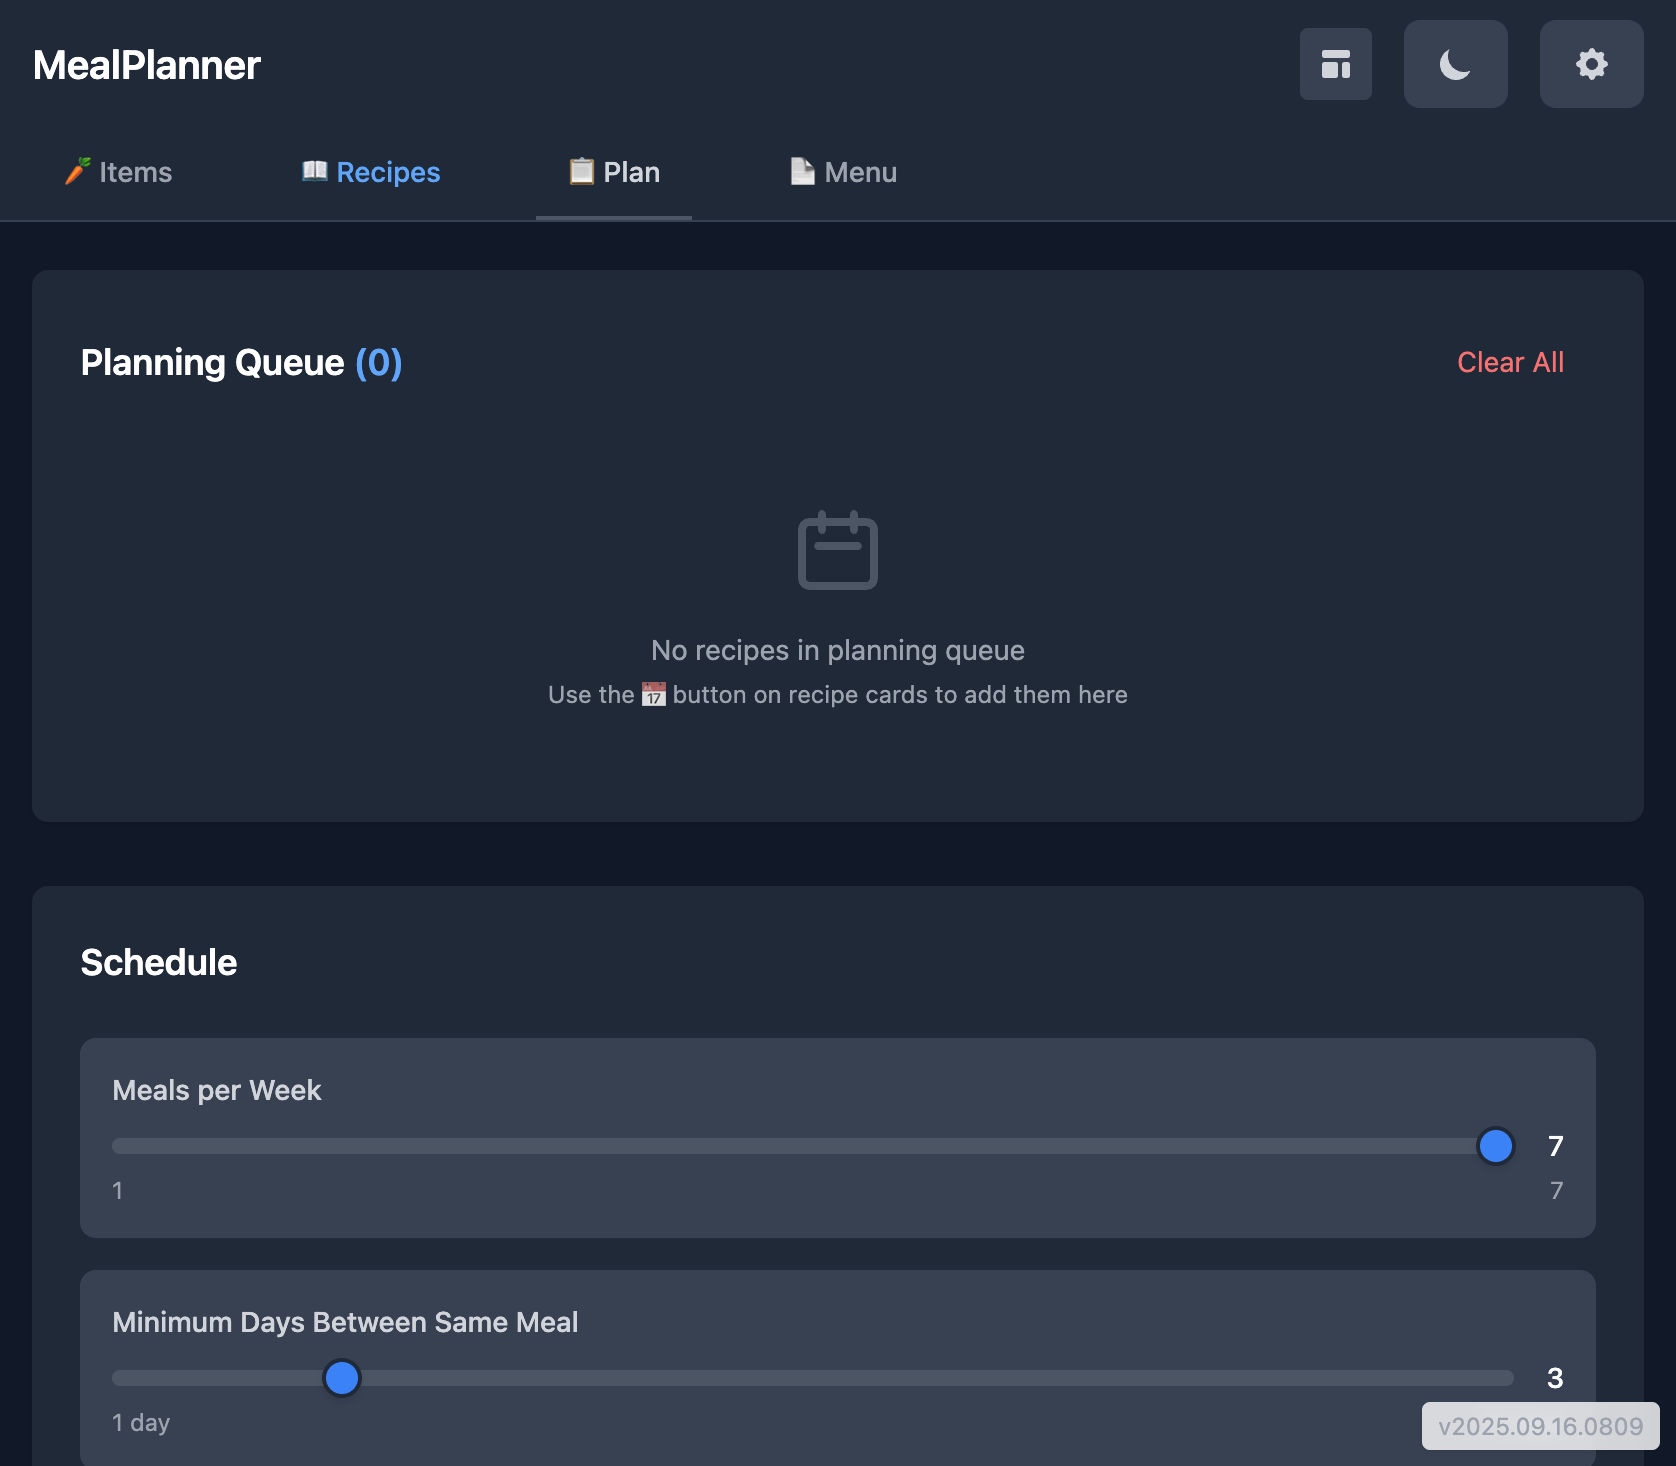 MealPlanner
🥕 Items
📖 Recipes
📋 Plan
📄 Menu
Planning Queue (0)
Clear All
No recipes in planning queue
Use the 📅 button on recipe cards to add them here
Schedule
Meals per Week
7
1
7
Minimum Days Between Same Meal
3
1 day
v2025.09.16.0809